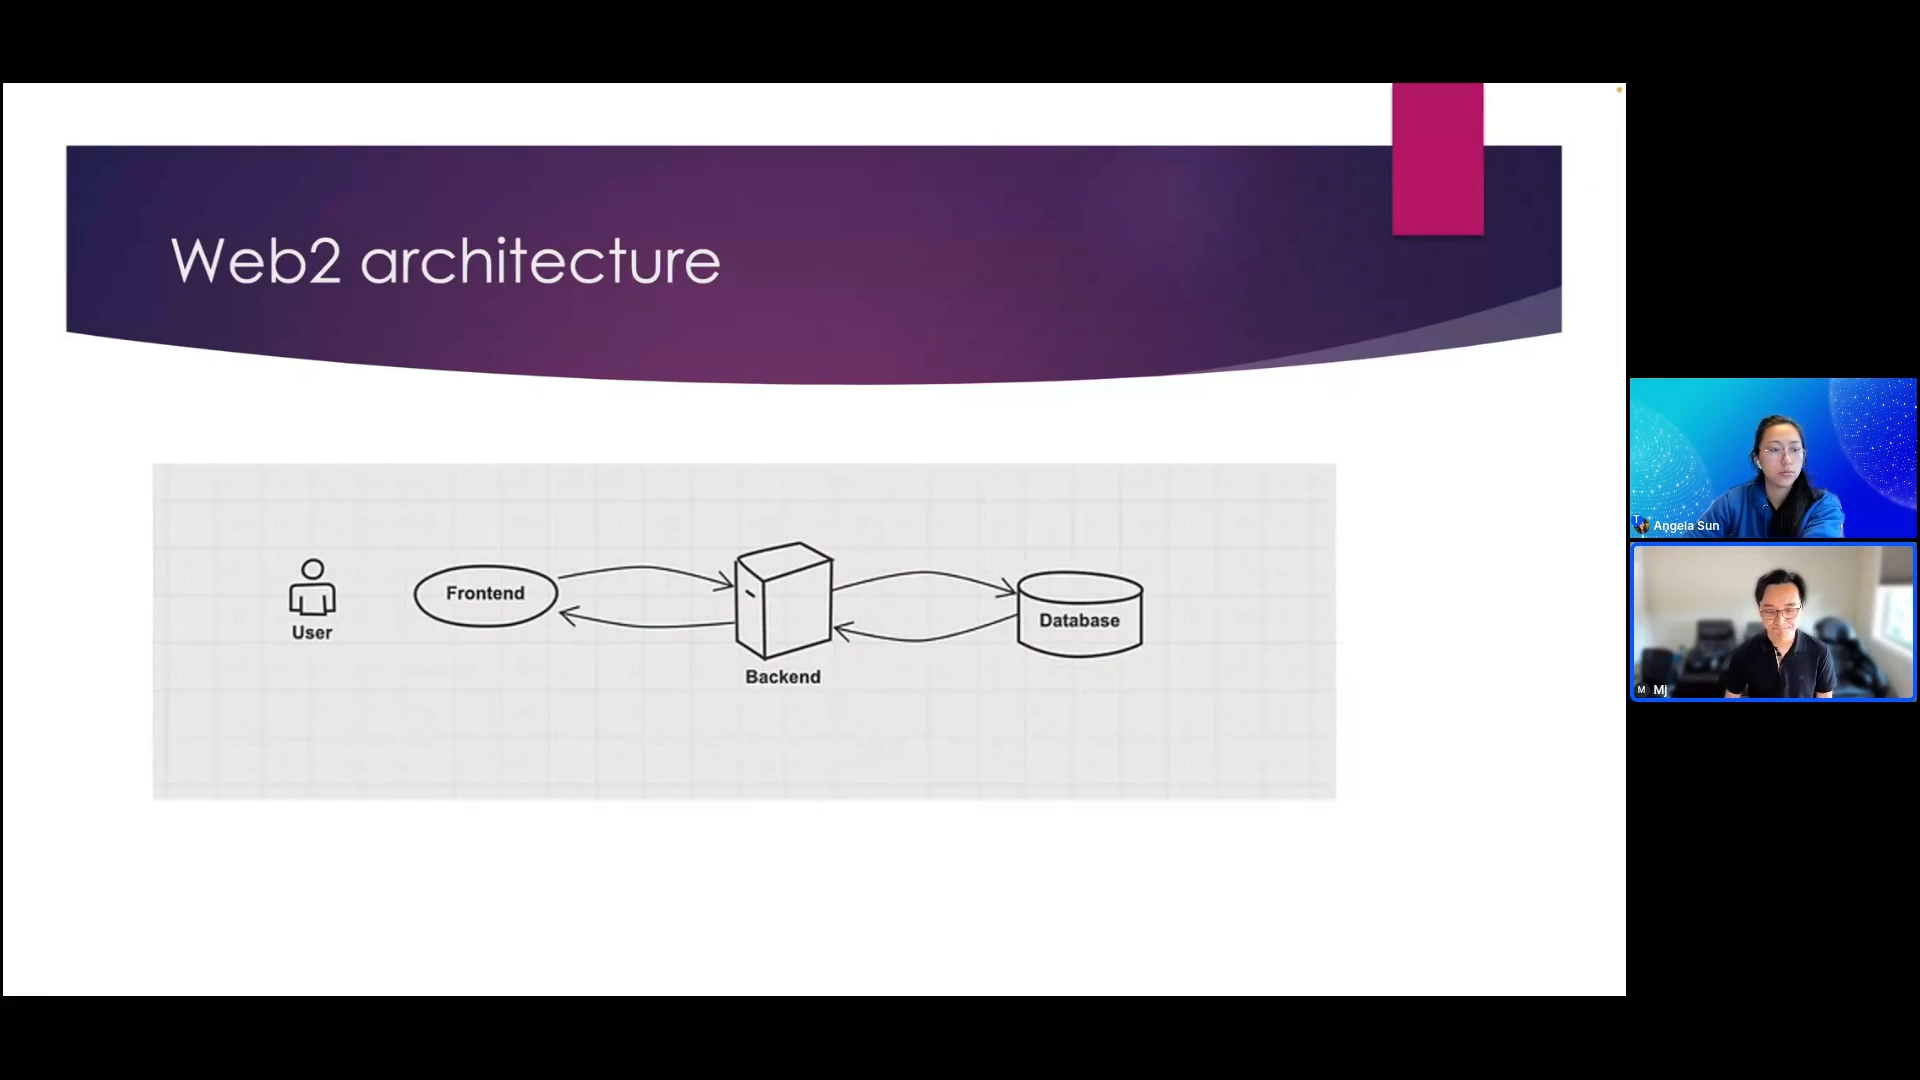 Web2 architecture
User
Frontend
Backend
Database
Angela Sun
M Mj